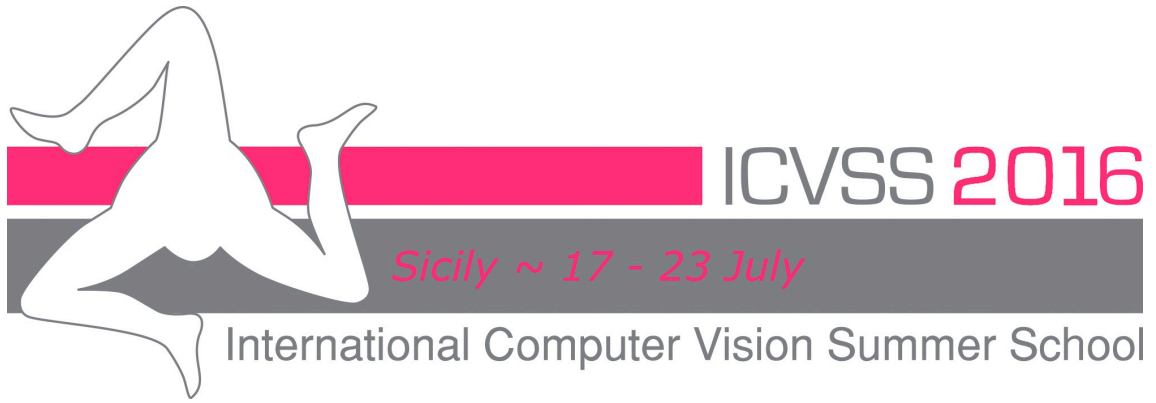 ICVSS 2016
Sicily ~ 17 - 23 July
International Computer Vision Summer School